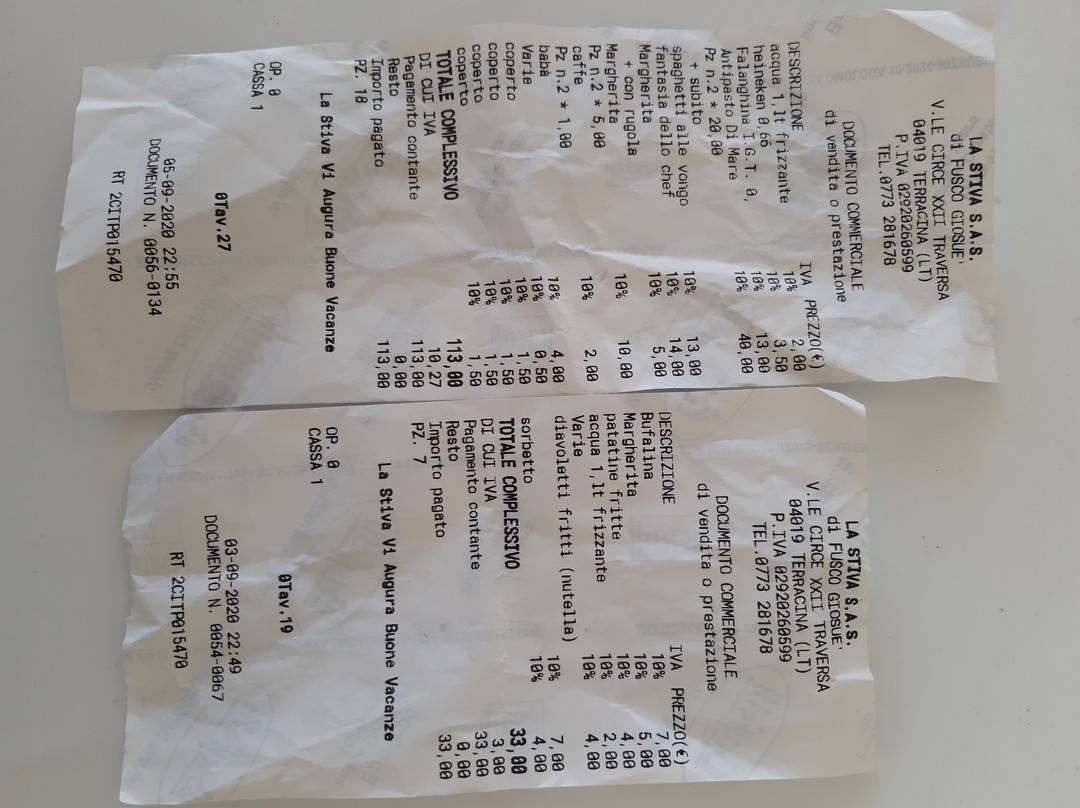 LA STIVA S.A.S.
di FUSCO GIOSUE'
V.LE CIRCE XXII TRAVERSA
04019 TERRACINA (LT)
P.IVA 02920260599
TEL.0773 281678
DOCUMENTO COMMERCIALE
di vendita o prestazione
DESCRIZIONE IVA PREZZO(€)
acqua 1,lt frizzante 10% 2,00
heineken 0,66 10% 3,50
Falanghina I.G.T. 0, 10% 13,00
Antipasto Di Mare 10% 40,00
Pz n.2 * 20,00
+ subito
spaghetti alle vongo 10% 13,00
fantasia dello chef 10% 14,00
Margherita 10% 5,00
+ con rugola
Margherita 10% 10,00
Pz n.2 * 5,00
caffe 10% 2,00
Pz n.2 * 1,00
babà 10% 4,00
Varie 10% 0,50
coperto 10% 1,50
coperto 10% 1,50
coperto 10% 1,50
coperto 10% 1,50
TOTALE COMPLESSIVO 113,00
DI CUI IVA 10,27
Pagamento contante 113,00
Resto 0,00
Importo pagato 113,00
PZ. 18
La Stiva Vi Augura Buone Vacanze
OP. 0
CASSA 1
0Tav.27
05-09-2020 22:55
DOCUMENTO N. 0056-0134
RT 2CITP015470
LA STIVA S.A.S.
di FUSCO GIOSUE'
V.LE CIRCE XXII TRAVERSA
04019 TERRACINA (LT)
P.IVA 02920260599
TEL.0773 281678
DOCUMENTO COMMERCIALE
di vendita o prestazione
DESCRIZIONE IVA PREZZO(€)
Bufalina 10% 7,00
Margherita 10% 5,00
patatine fritte 10% 4,00
acqua 1,lt frizzante 10% 2,00
Varie 10% 4,00
diavoletti fritti (nutella) 10% 7,00
sorbetto 10% 4,00
TOTALE COMPLESSIVO 33,00
DI CUI IVA 3,00
Pagamento contante 33,00
Resto 0,00
Importo pagato 33,00
PZ. 7
La Stiva Vi Augura Buone Vacanze
OP. 0
CASSA 1
0Tav.19
03-09-2020 22:49
DOCUMENTO N. 0054-0067
RT 2CITP015470